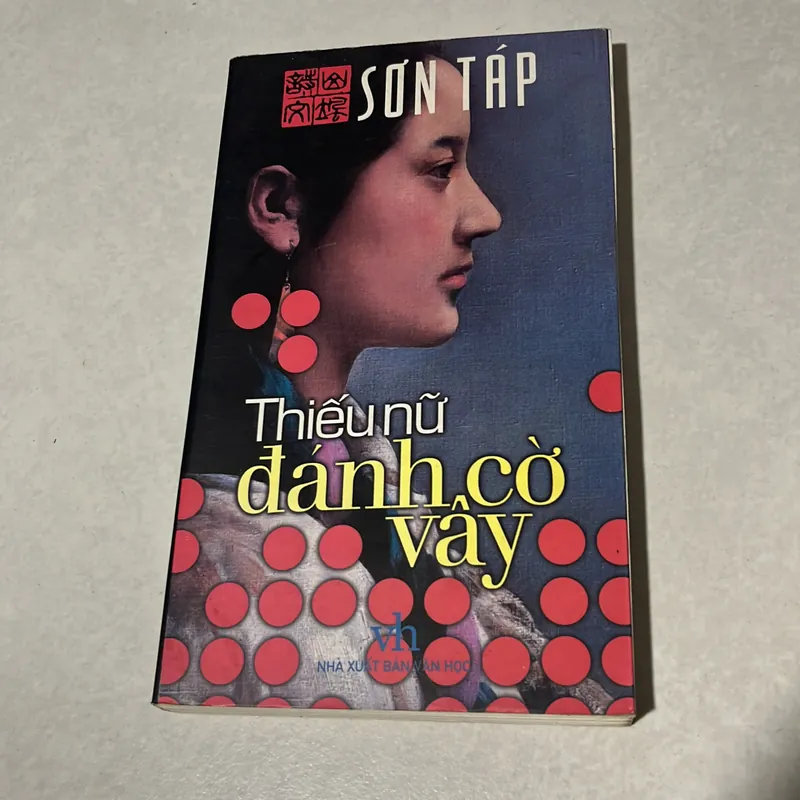 SƠN TÁP
Thiếu nữ
đánh cờ
vây
vh
NHÀ XUẤT BẢN VĂN HỌC